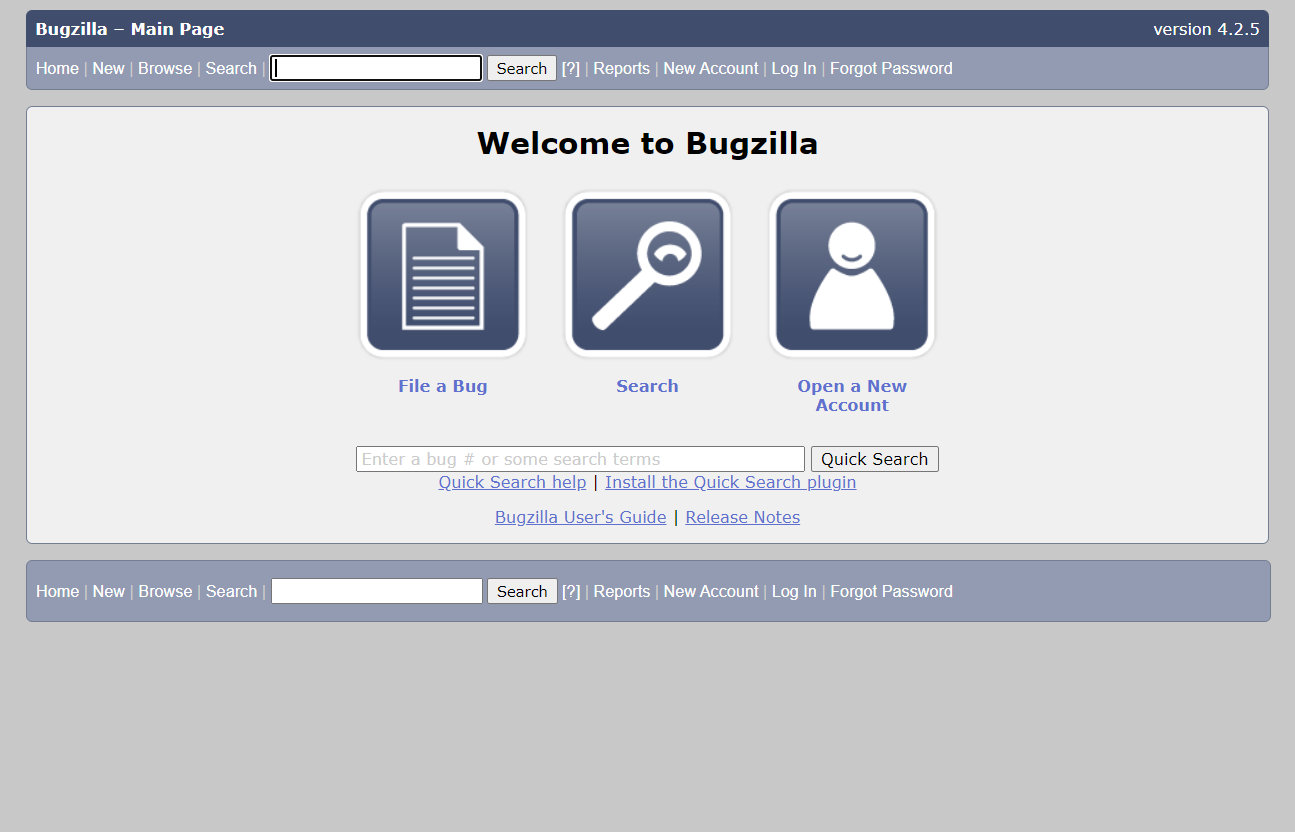 Bugzilla – Main Page version 4.2.5
Home | New | Browse | Search | Search [?] | Reports | New Account | Log In | Forgot Password
Welcome to Bugzilla
File a Bug Search Open a New
Account
Enter a bug # or some search terms Quick Search
Quick Search help | Install the Quick Search plugin
Bugzilla User's Guide | Release Notes
Home | New | Browse | Search | Search [?] | Reports | New Account | Log In | Forgot Password